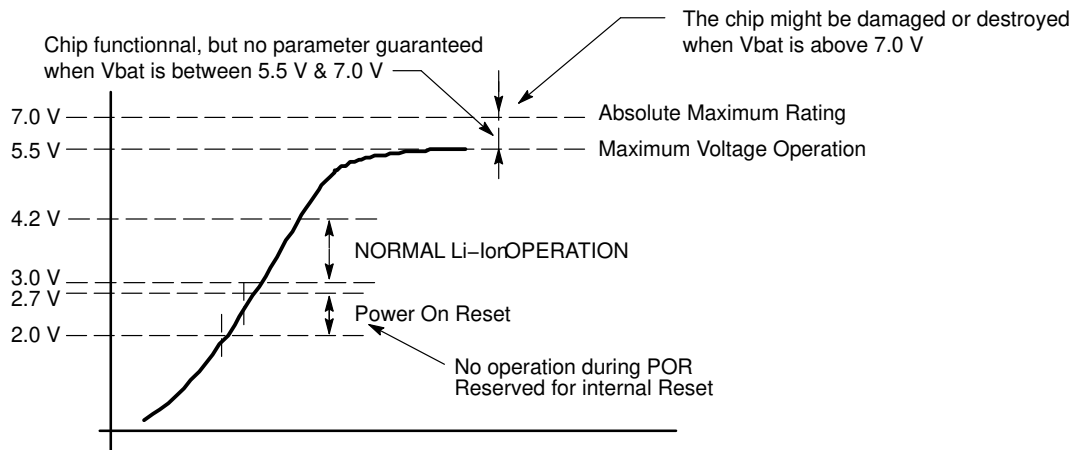 The chip might be damaged or destroyed
when Vbat is above 7.0 V
Chip functionnal, but no parameter guaranteed
when Vbat is between 5.5 V & 7.0 V
7.0 V
Absolute Maximum Rating
5.5 V
Maximum Voltage Operation
4.2 V
NORMAL Li−IonOPERATION
3.0 V
2.7 V
Power On Reset
2.0 V
No operation during POR
Reserved for internal Reset